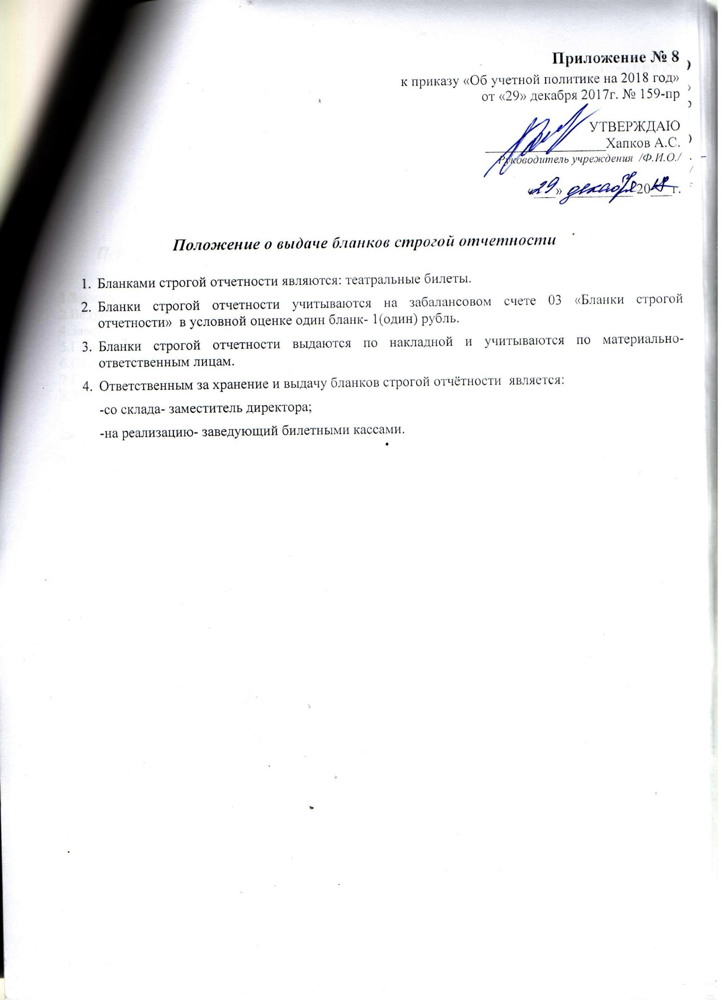 Приложение № 8
к приказу «Об учетной политике на 2018 год»
от «29» декабря 2017г. № 159-пр
УТВЕРЖДАЮ
Хапков А.С.
Руководитель учреждения /Ф.И.О./
«29» декабря 20 г.
Положение о выдаче бланков строгой отчетности
1. Бланками строгой отчетности являются: театральные билеты.
2. Бланки строгой отчетности учитываются на забалансовом счете 03 «Бланки строгой
отчетности» в условной оценке один бланк- 1(один) рубль.
3. Бланки строгой отчетности выдаются по накладной и учитываются по материально-
ответственным лицам.
4. Ответственным за хранение и выдачу бланков строгой отчётности является:
-со склада- заместитель директора;
-на реализацию- заведующий билетными кассами.